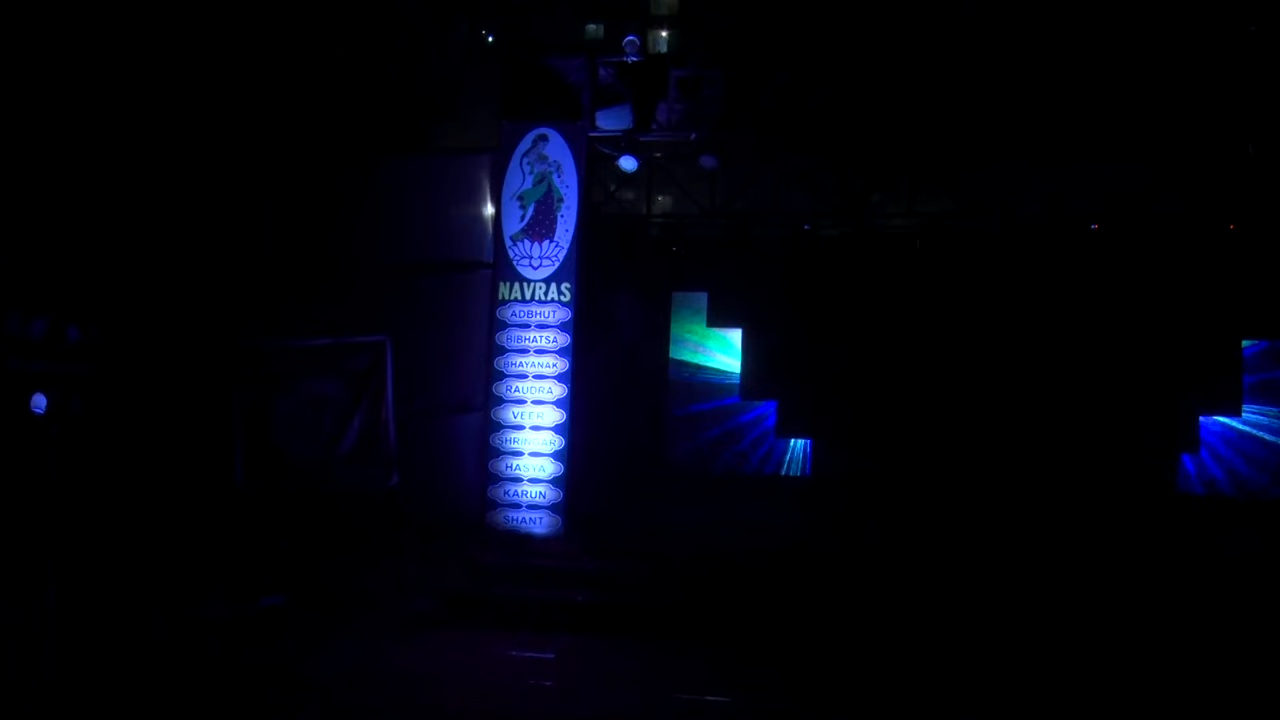 NAVRAS
ADBHUT
BIBHATSA
BHAYANAK
RAUDRA
VEER
SHRINGAR
HASYA
KARUN
SHANT